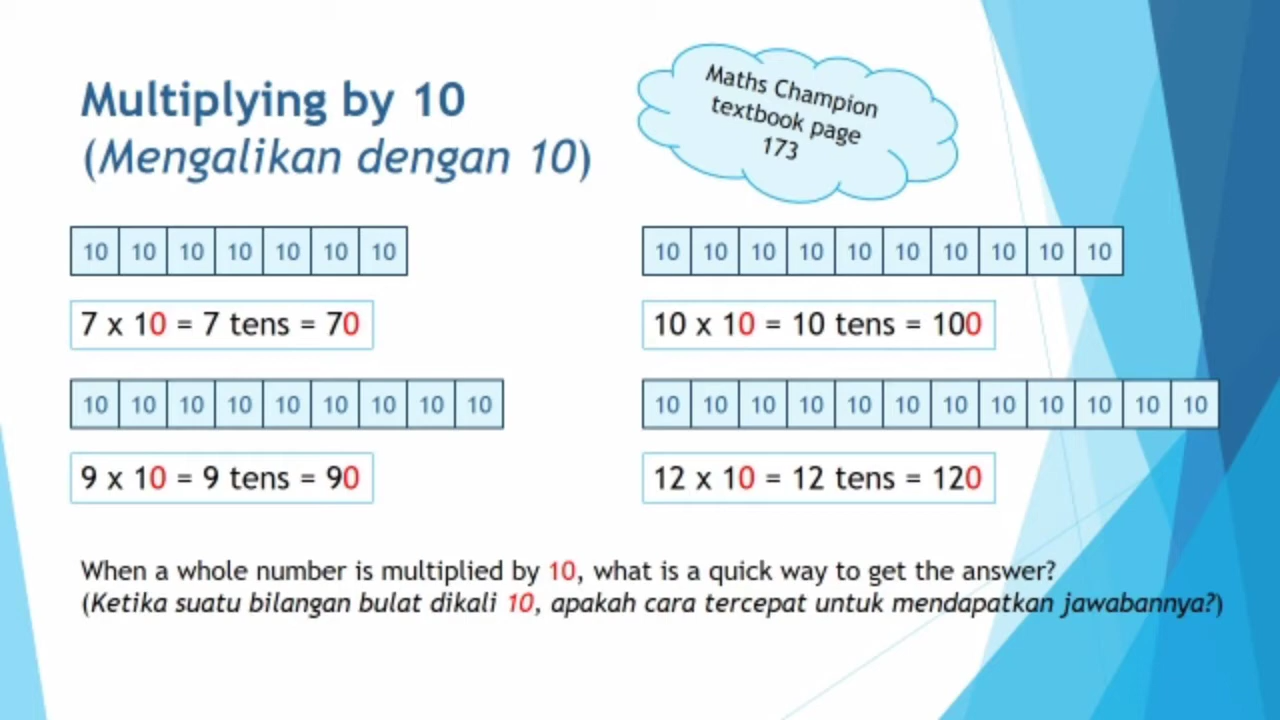 Multiplying by 10
(Mengalikan dengan 10)
Maths Champion
textbook page
173
10 10 10 10 10 10 10
7 x 10 = 7 tens = 70
10 10 10 10 10 10 10 10 10
9 x 10 = 9 tens = 90
10 10 10 10 10 10 10 10 10 10
10 x 10 = 10 tens = 100
10 10 10 10 10 10 10 10 10 10 10 10
12 x 10 = 12 tens = 120
When a whole number is multiplied by 10, what is a quick way to get the answer?
(Ketika suatu bilangan bulat dikali 10, apakah cara tercepat untuk mendapatkan jawabannya?)